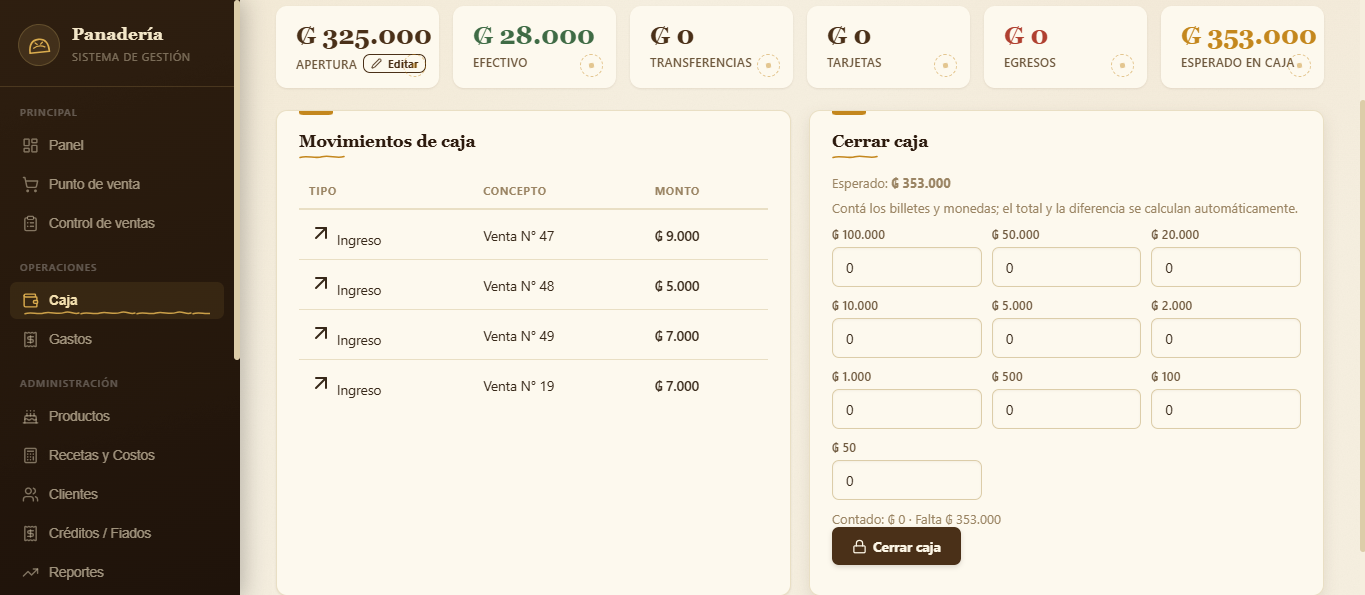 Panadería
SISTEMA DE GESTIÓN
PRINCIPAL
Panel
Punto de venta
Control de ventas
OPERACIONES
Caja
Gastos
ADMINISTRACIÓN
Productos
Recetas y Costos
Clientes
Créditos / Fiados
Reportes
₲ 325.000
APERTURA Editar
₲ 28.000
EFECTIVO
₲ 0
TRANSFERENCIAS
₲ 0
TARJETAS
₲ 0
EGRESOS
₲ 353.000
ESPERADO EN CAJA
Movimientos de caja
TIPO CONCEPTO MONTO
Ingreso Venta N° 47 ₲ 9.000
Ingreso Venta N° 48 ₲ 5.000
Ingreso Venta N° 49 ₲ 7.000
Ingreso Venta N° 19 ₲ 7.000
Cerrar caja
Esperado: ₲ 353.000
Contá los billetes y monedas; el total y la diferencia se calculan automáticamente.
₲ 100.000 ₲ 50.000 ₲ 20.000
0 0 0
₲ 10.000 ₲ 5.000 ₲ 2.000
0 0 0
₲ 1.000 ₲ 500 ₲ 100
0 0 0
₲ 50
0
Contado: ₲ 0 · Falta ₲ 353.000
Cerrar caja